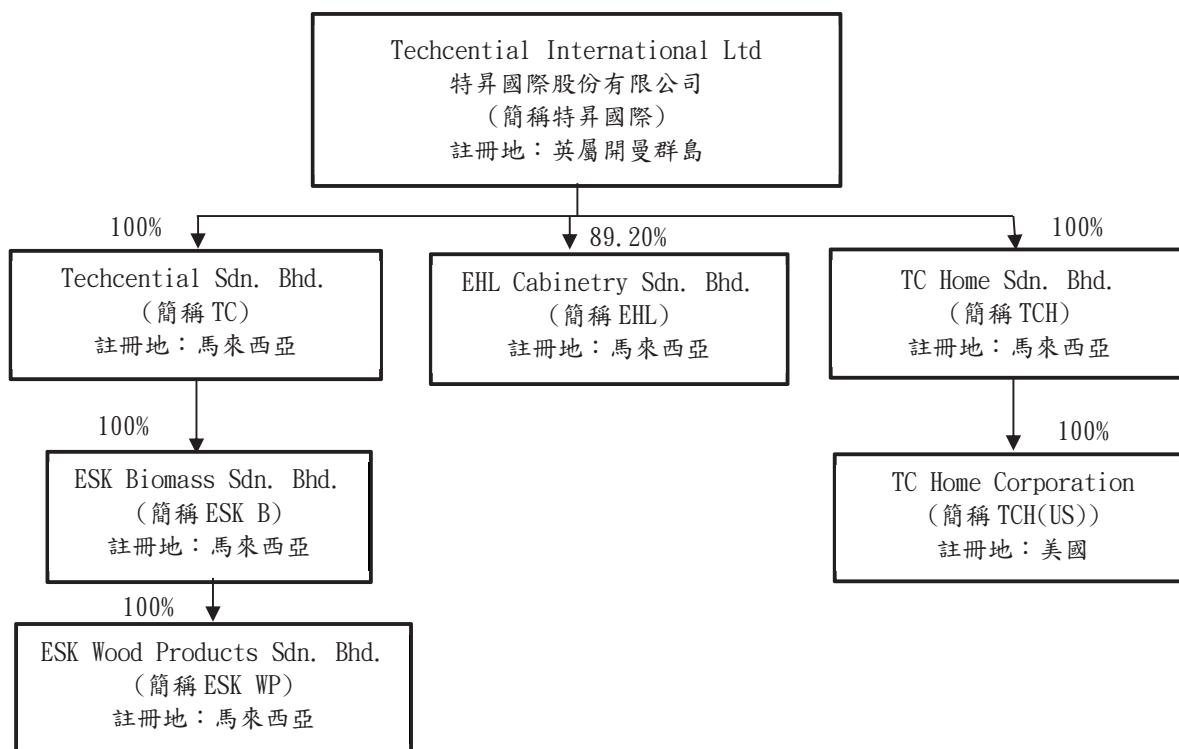 Techcential International Ltd
特昇國際股份有限公司
(簡稱特昇國際)
註冊地：英屬開曼群島
100%
89.20%
100%
Techcential Sdn. Bhd.
(簡稱 TC)
註冊地：馬來西亞
EHL Cabinetry Sdn. Bhd.
(簡稱 EHL)
註冊地：馬來西亞
TC Home Sdn. Bhd.
(簡稱 TCH)
註冊地：馬來西亞
100%
100%
ESK Biomass Sdn. Bhd.
(簡稱 ESK B)
註冊地：馬來西亞
TC Home Corporation
(簡稱 TCH(US))
註冊地：美國
100%
ESK Wood Products Sdn. Bhd.
(簡稱 ESK WP)
註冊地：馬來西亞